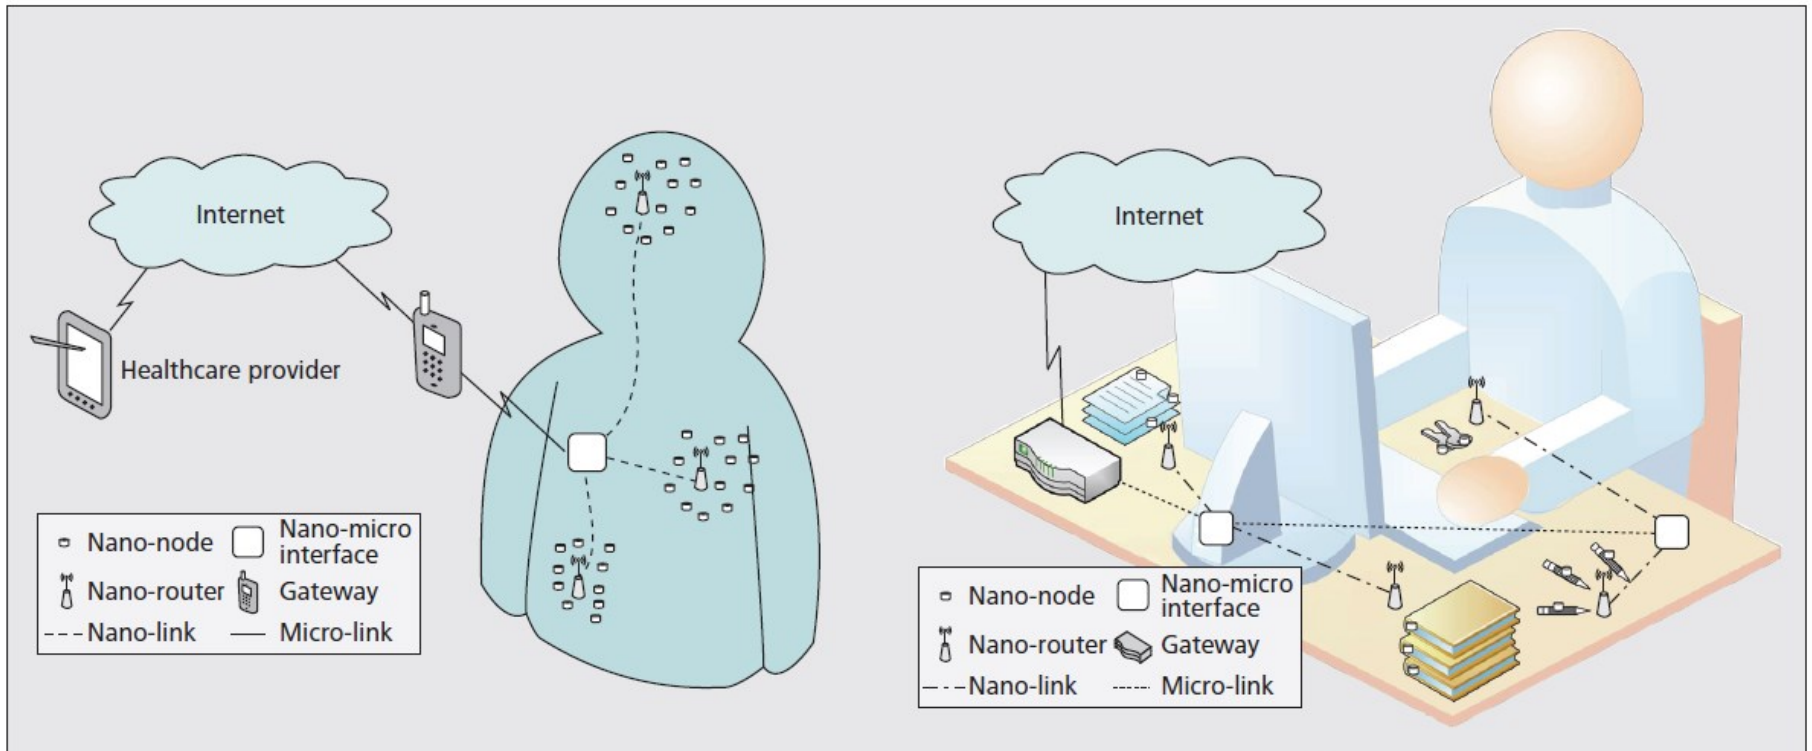 Internet
Healthcare provider
Nano-node
Nano-micro
interface
Nano-router
Gateway
Nano-link
Micro-link
Internet
Nano-node
Nano-micro
interface
Nano-router
Gateway
Nano-link
Micro-link